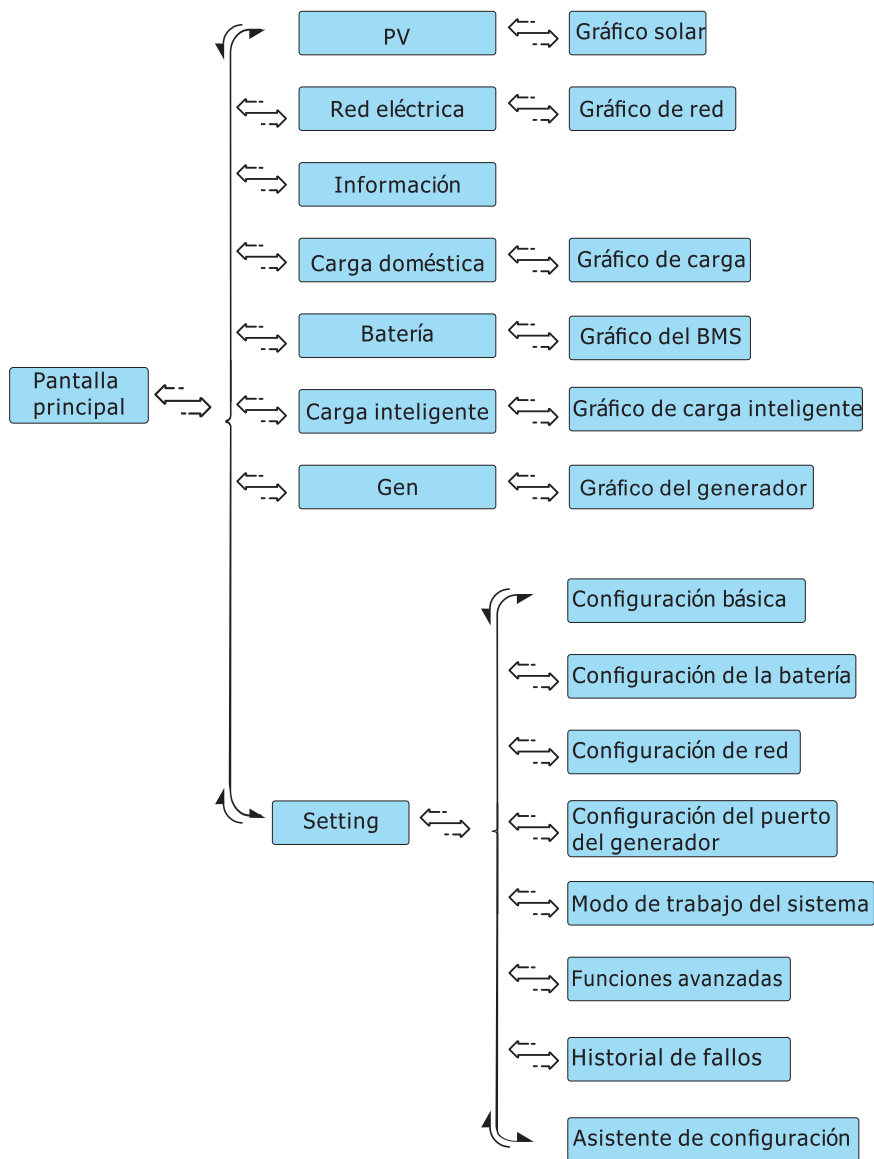 PV
Gráfico solar
Red eléctrica
Gráfico de red
Información
Carga doméstica
Gráfico de carga
Batería
Gráfico del BMS
Pantalla
principal
Carga inteligente
Gráfico de carga inteligente
Gen
Gráfico del generador
Setting
Configuración básica
Configuración de la batería
Configuración de red
Configuración del puerto
del generador
Modo de trabajo del sistema
Funciones avanzadas
Historial de fallos
Asistente de configuración